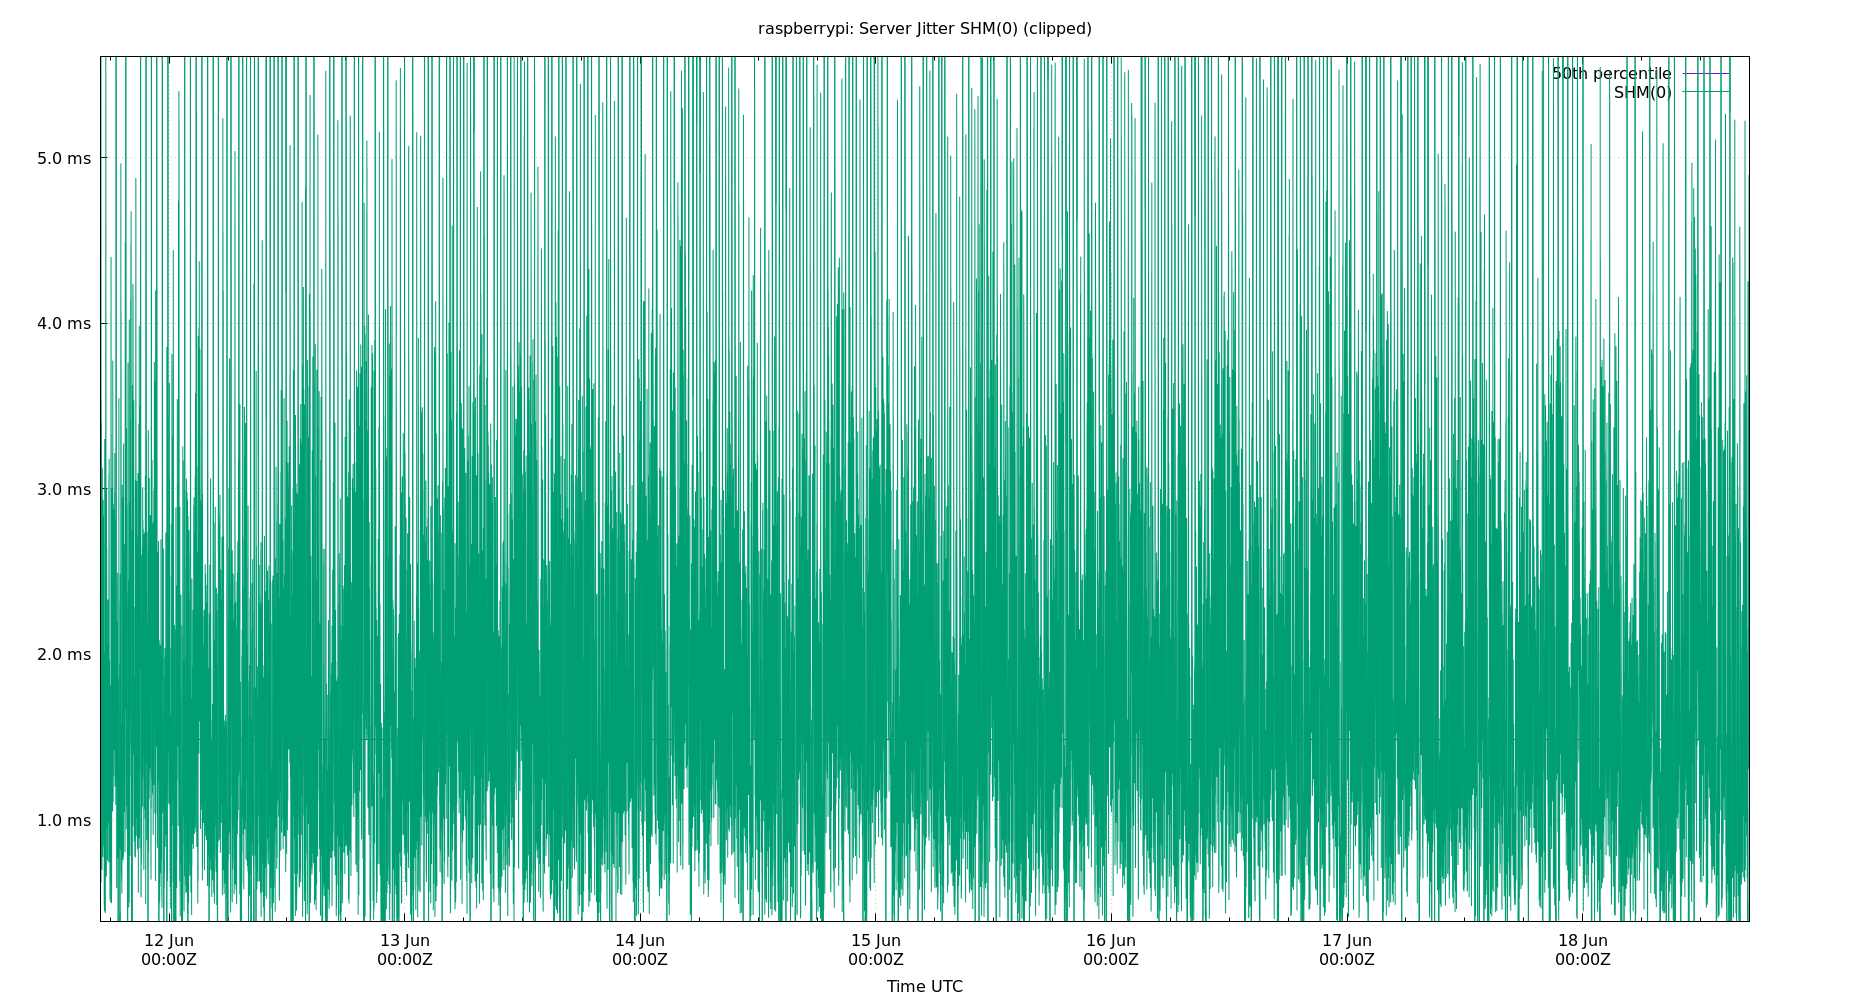 raspberrypi: Server Jitter SHM(0) (clipped)
50th percentile
SHM(0)
5.0 ms
4.0 ms
3.0 ms
2.0 ms
1.0 ms
12 Jun 13 Jun 14 Jun 15 Jun 16 Jun 17 Jun 18 Jun
00:00Z 00:00Z 00:00Z 00:00Z 00:00Z 00:00Z 00:00Z
Time UTC